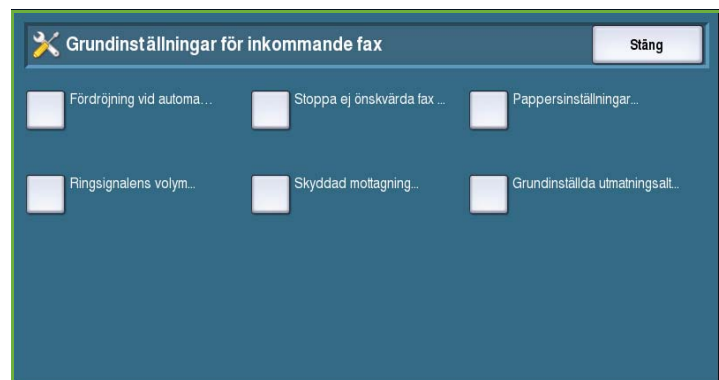 Grundinställningar för inkommande fax
Stäng
Fördröjning vid automa...
Stoppa ej önskvärda fax ...
Pappersinställningar...
Ringsignalens volym...
Skyddad mottagning...
Grundinställda utmatningsalt...